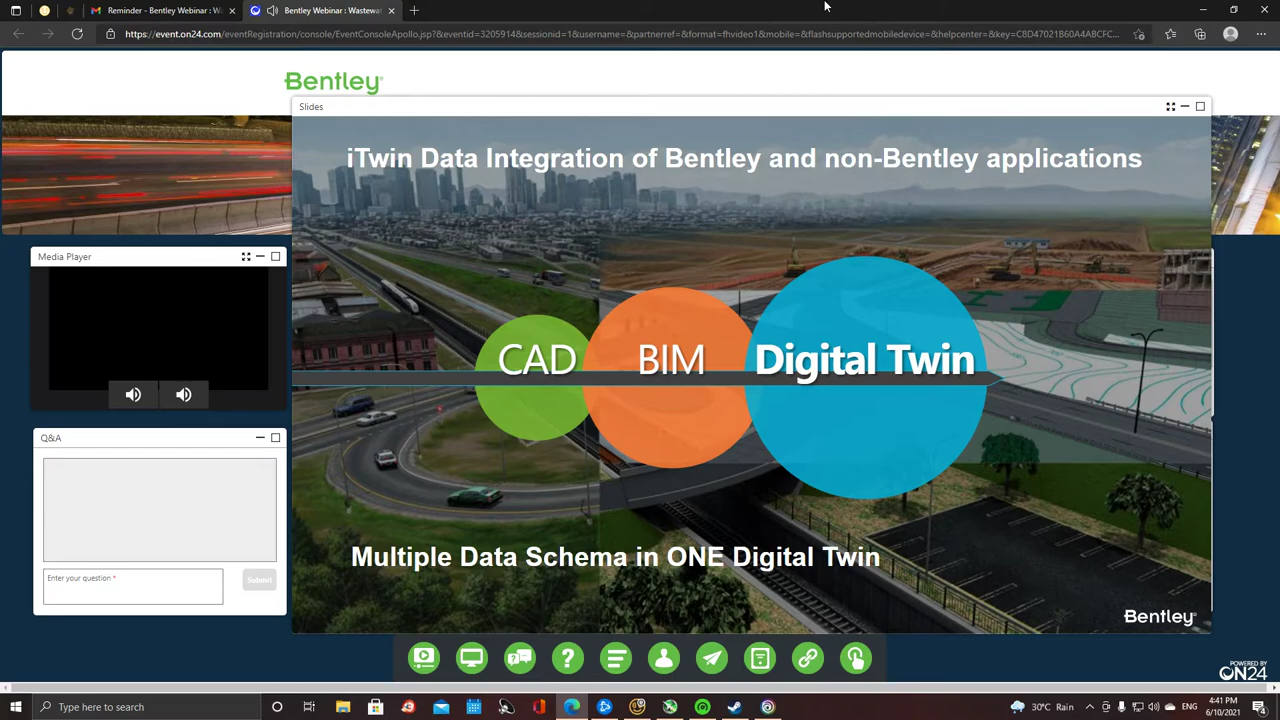 Reminder - Bentley Webinar : Wa
Bentley Webinar : Wastewat
https://event.on24.com/eventRegistration/console/EventConsoleApollo.jsp?&eventid=3205914&sessionid=1&username=&partnerref=&format=fhvideo1&mobile=&flashsupportedmobiledevice=&helpcenter=&key=C8D47021B60A4ABCFC...
Bentley®
Slides
iTwin Data Integration of Bentley and non-Bentley applications
Media Player
CAD BIM Digital Twin
Q&A
Enter your question *
Submit
Multiple Data Schema in ONE Digital Twin
Bentley®
POWERED BY
ON24
Type here to search
30°C Rain
4:41 PM
6/10/2021